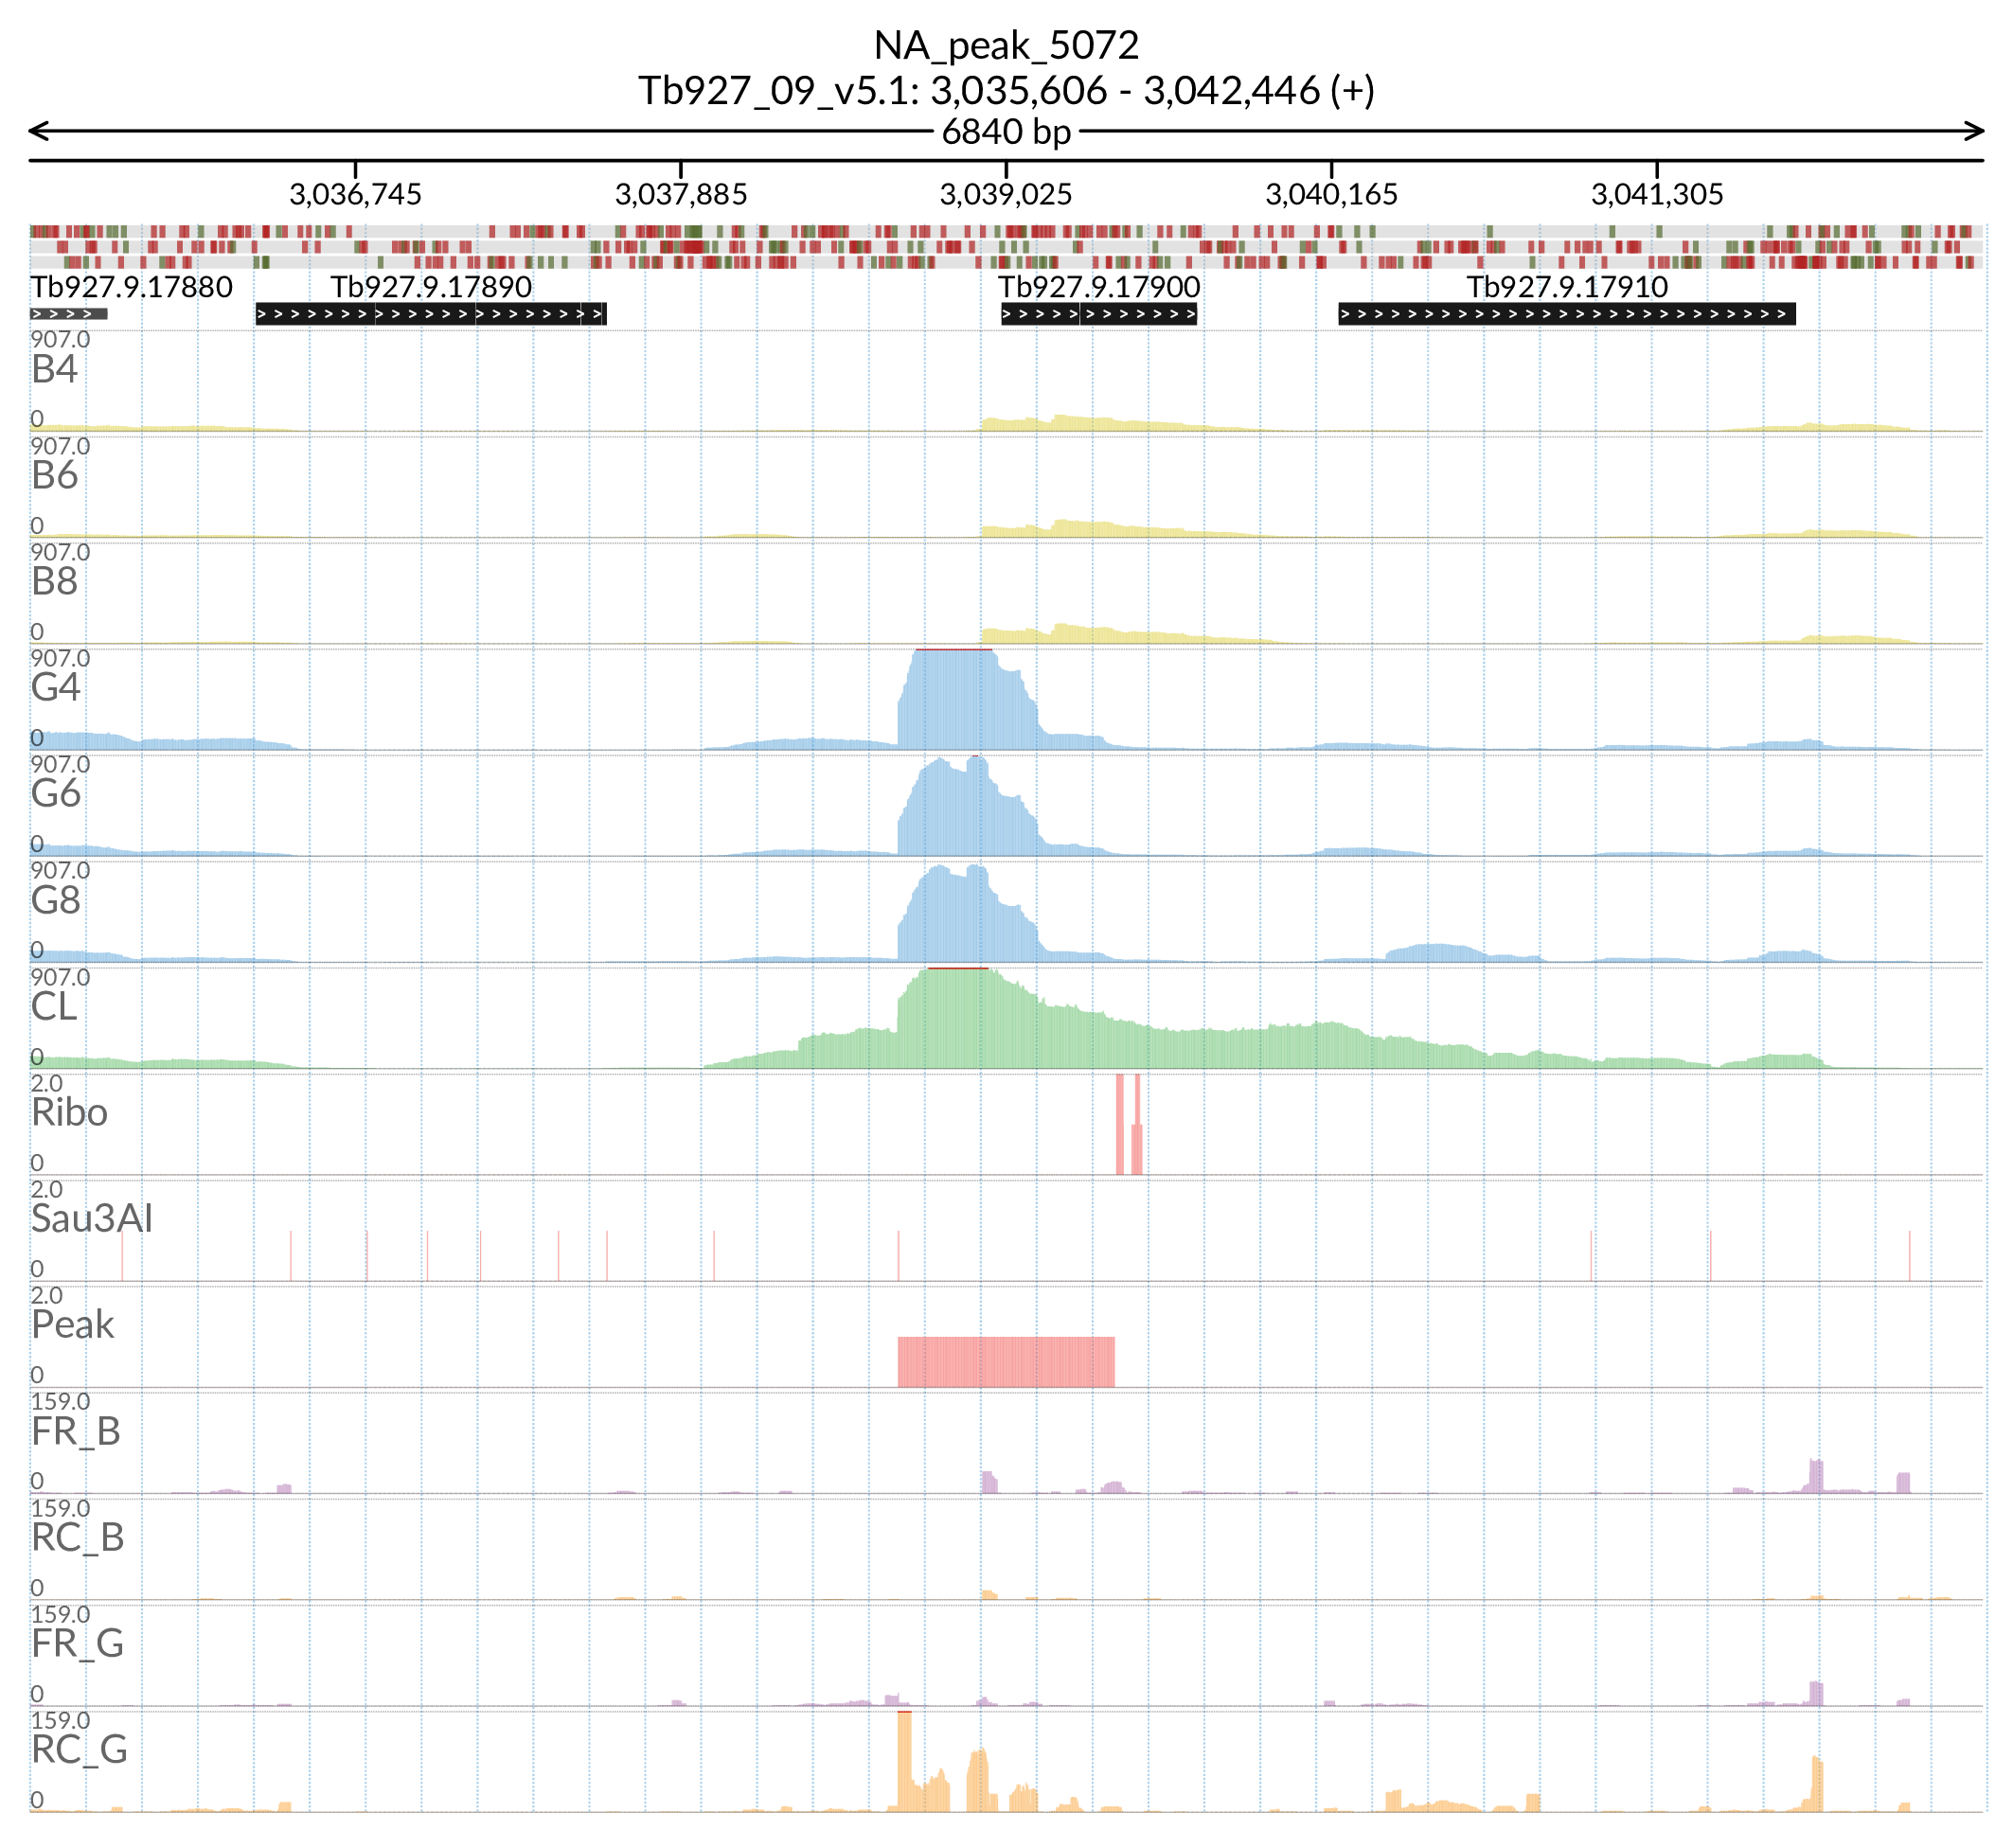 NA_peak_5072
Tb927_09_v5.1: 3,035,606 - 3,042,446 (+)
6840 bp
3,036,745 3,037,885 3,039,025 3,040,165 3,041,305
Tb927.9.17880 Tb927.9.17890 Tb927.9.17900 Tb927.9.17910
907.0
B4
0
907.0
B6
0
907.0
B8
0
907.0
G4
0
907.0
G6
0
907.0
G8
0
907.0
CL
0
2.0
Ribo
0
2.0
Sau3AI
0
2.0
Peak
0
159.0
FR_B
0
159.0
RC_B
0
159.0
FR_G
0
159.0
RC_G
0